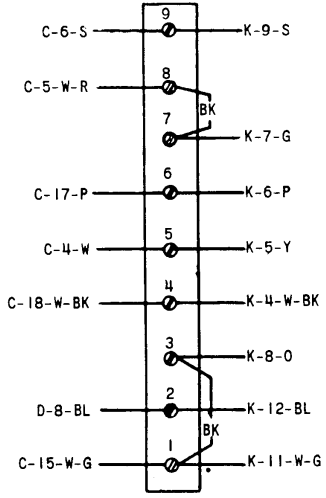 9
C-6-S K-9-S
8
C-5-W-R
BK
7
K-7-G
6
C-17-P K-6-P
5
C-4-W K-5-Y
4
C-18-W-BK K-4-W-BK
3
K-8-O
2
D-8-BL K-12-BL
BK
1
C-15-W-G K-11-W-G